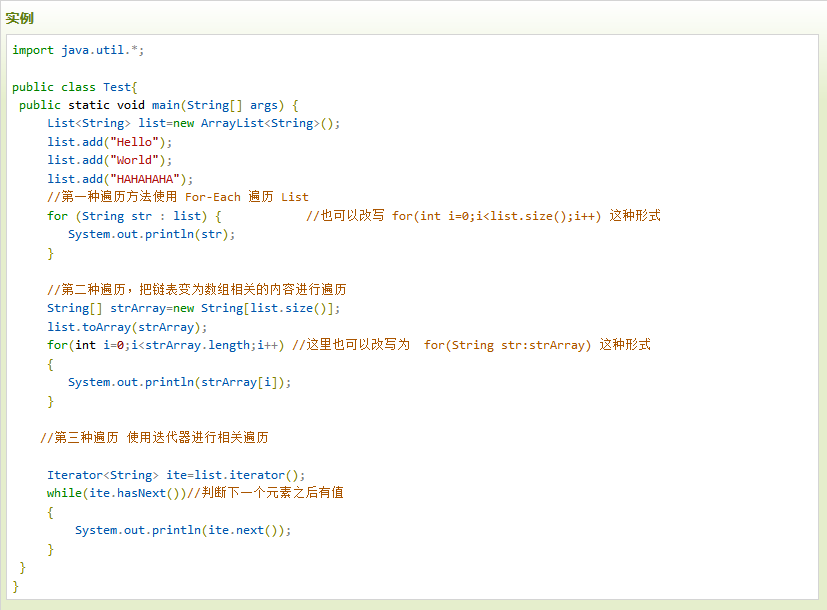 实例
import java.util.*;
public class Test{
 public static void main(String[] args) {
     List<String> list=new ArrayList<String>();
     list.add("Hello");
     list.add("World");
     list.add("HAHAHAHA");
     //第一种遍历方法使用 For-Each 遍历 List
     for (String str : list) {            //也可以改写 for(int i=0;i<list.size();i++) 这种形式
        System.out.println(str);
     }
     //第二种遍历，把链表变为数组相关的内容进行遍历
     String[] strArray=new String[list.size()];
     list.toArray(strArray);
     for(int i=0;i<strArray.length;i++) //这里也可以改写为  for(String str:strArray) 这种形式
     {
        System.out.println(strArray[i]);
     }
    //第三种遍历 使用迭代器进行相关遍历
     Iterator<String> ite=list.iterator();
     while(ite.hasNext())//判断下一个元素之后有值
     {
         System.out.println(ite.next());
     }
 }
}